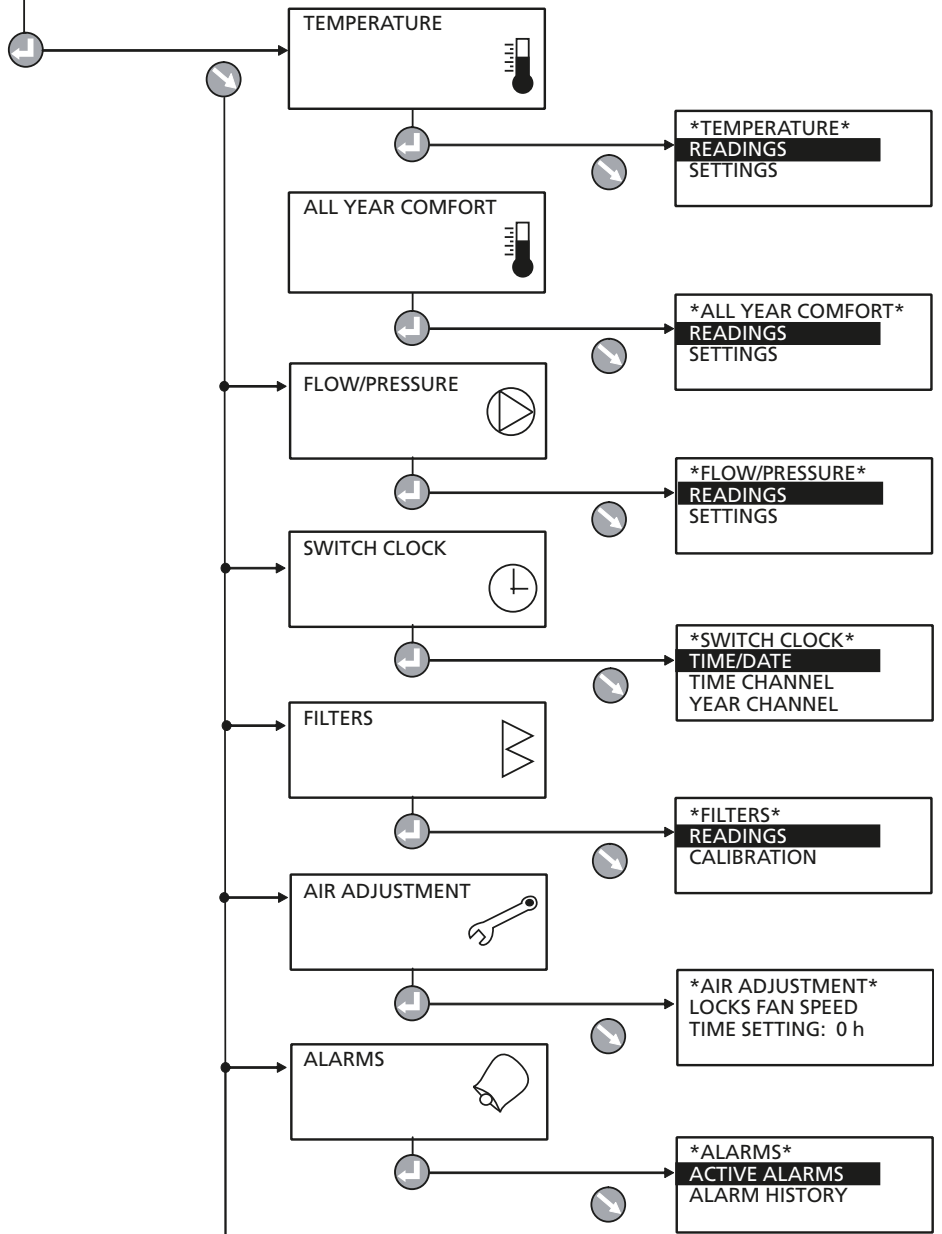 TEMPERATURE
*TEMPERATURE*
READINGS
SETTINGS
ALL YEAR COMFORT
*ALL YEAR COMFORT*
READINGS
SETTINGS
FLOW/PRESSURE
*FLOW/PRESSURE*
READINGS
SETTINGS
SWITCH CLOCK
*SWITCH CLOCK*
TIME/DATE
TIME CHANNEL
YEAR CHANNEL
FILTERS
*FILTERS*
READINGS
CALIBRATION
AIR ADJUSTMENT
*AIR ADJUSTMENT*
LOCKS FAN SPEED
TIME SETTING: 0 h
ALARMS
*ALARMS*
ACTIVE ALARMS
ALARM HISTORY